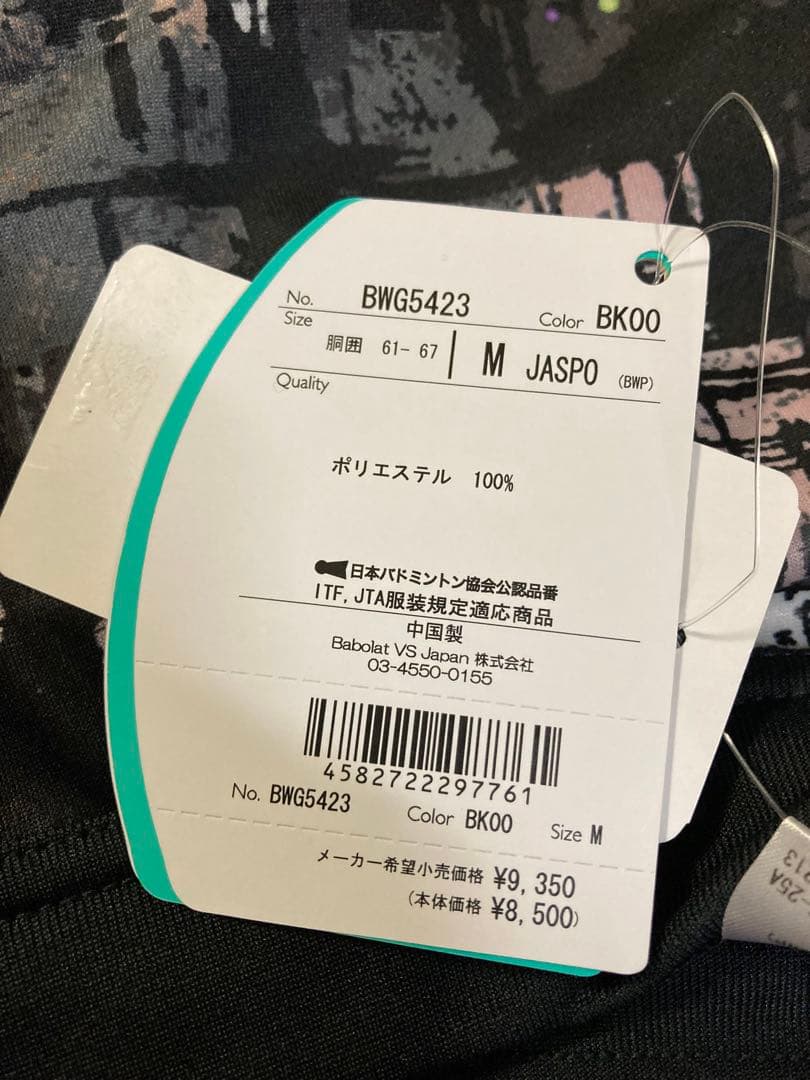 No. BWG5423 Color BK00
Size 胴囲 61-67 M JASPO (BWP)
Quality
ポリエステル 100%
日本バドミントン協会公認品番
ITF, JTA服装規定適応商品
中国製
Babolat VS Japan 株式会社
03-4550-0155
4582722297761
No. BWG5423 Color BK00 Size M
メーカー希望小売価格 ¥9,350
(本体価格 ¥8,500)
-25A
213